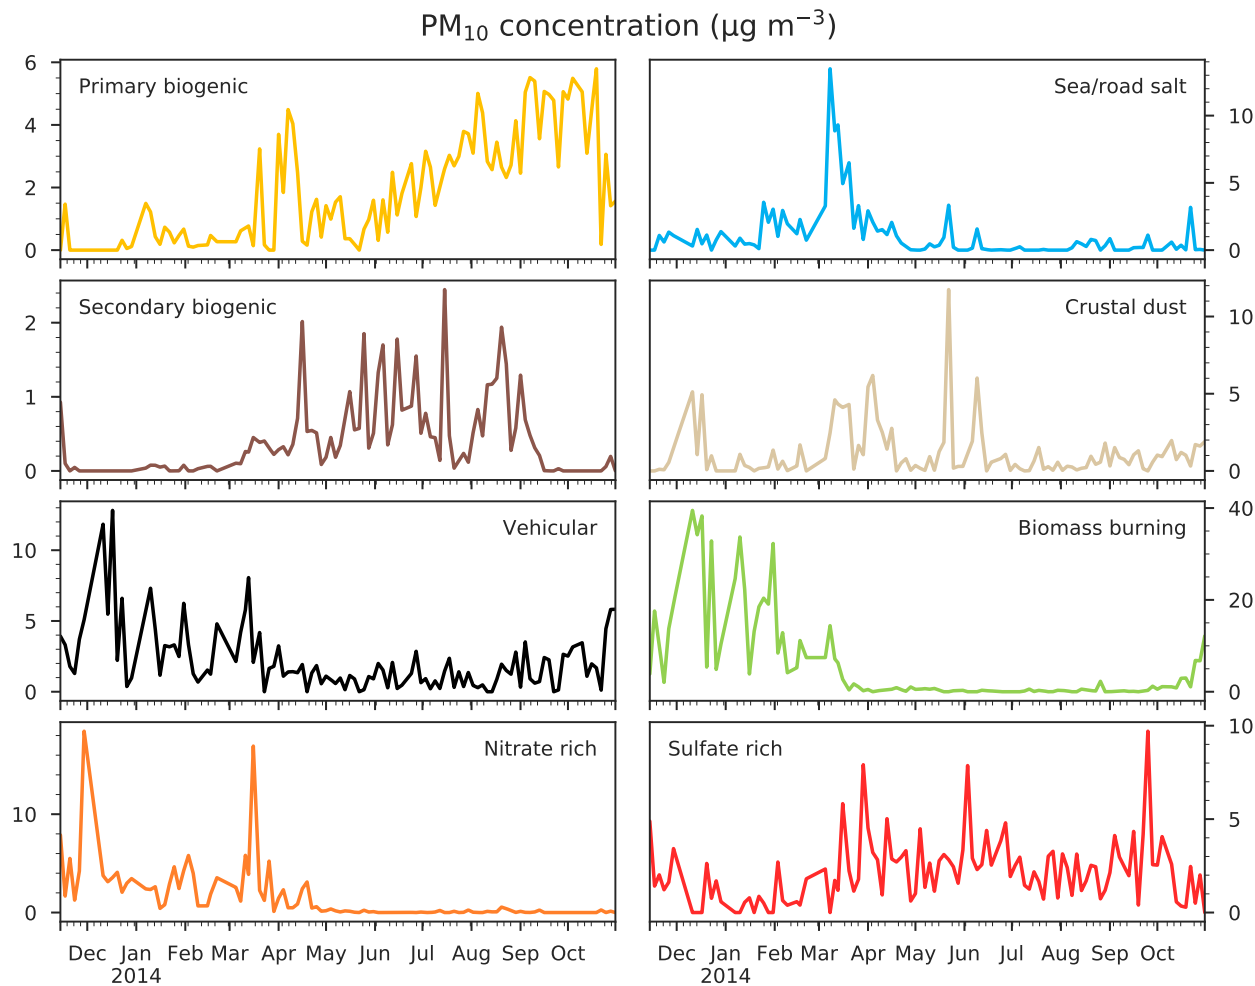 PM₁₀ concentration (μg m⁻³)
Primary biogenic
6
4
2
0
Sea/road salt
10
5
0
Secondary biogenic
2
1
0
Crustal dust
10
5
0
Vehicular
10
5
0
Biomass burning
40
20
0
Nitrate rich
10
0
Sulfate rich
10
5
0
Dec Jan Feb Mar Apr May Jun Jul Aug Sep Oct
2014
Dec Jan Feb Mar Apr May Jun Jul Aug Sep Oct
2014